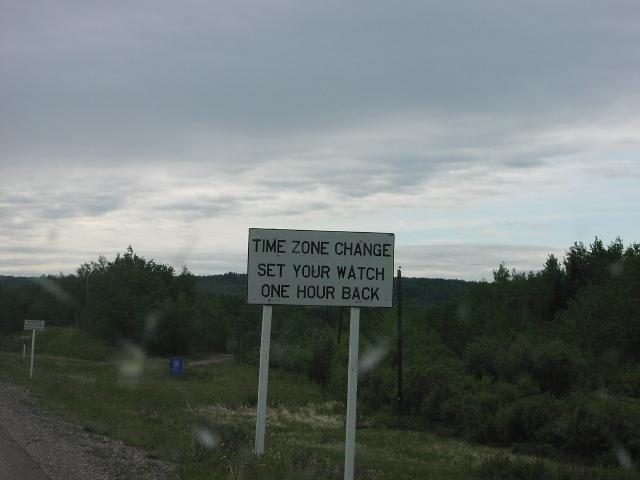 TIME ZONE CHANGE
SET YOUR WATCH
ONE HOUR BACK